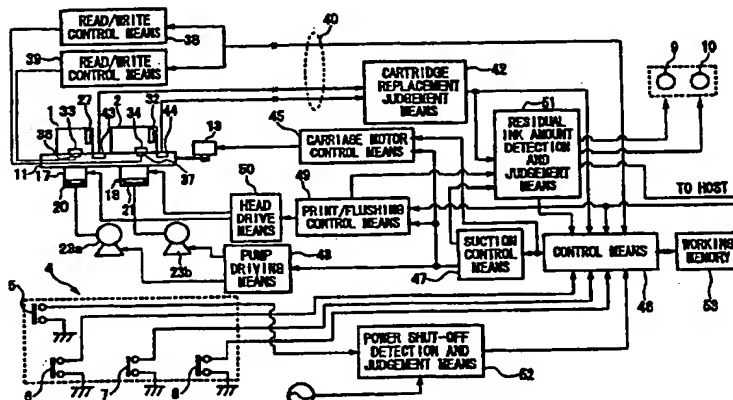 READ/WRITE
CONTROL MEANS
38
39
READ/WRITE
CONTROL MEANS
40
9
10
CARTRIDGE
REPLACEMENT
JUDGEMENT
MEANS
42
51
RESIDUAL
INK AMOUNT
DETECTION
AND
JUDGEMENT
MEANS
1
33
27
2
43
34
32
44
36
37
11
17
18
20
21
45
CARRIAGE MOTOR
CONTROL MEANS
50
HEAD
DRIVE
MEANS
49
PRINT/FLUSHING
CONTROL MEANS
TO HOST
23a
23b
PUMP
DRIVING
MEANS
48
47
SUCTION
CONTROL
MEANS
CONTROL MEANS
46
WORKING
MEMORY
53
4
5
6
7
8
POWER SHUT-OFF
DETECTION AND
JUDGEMENT MEANS
52